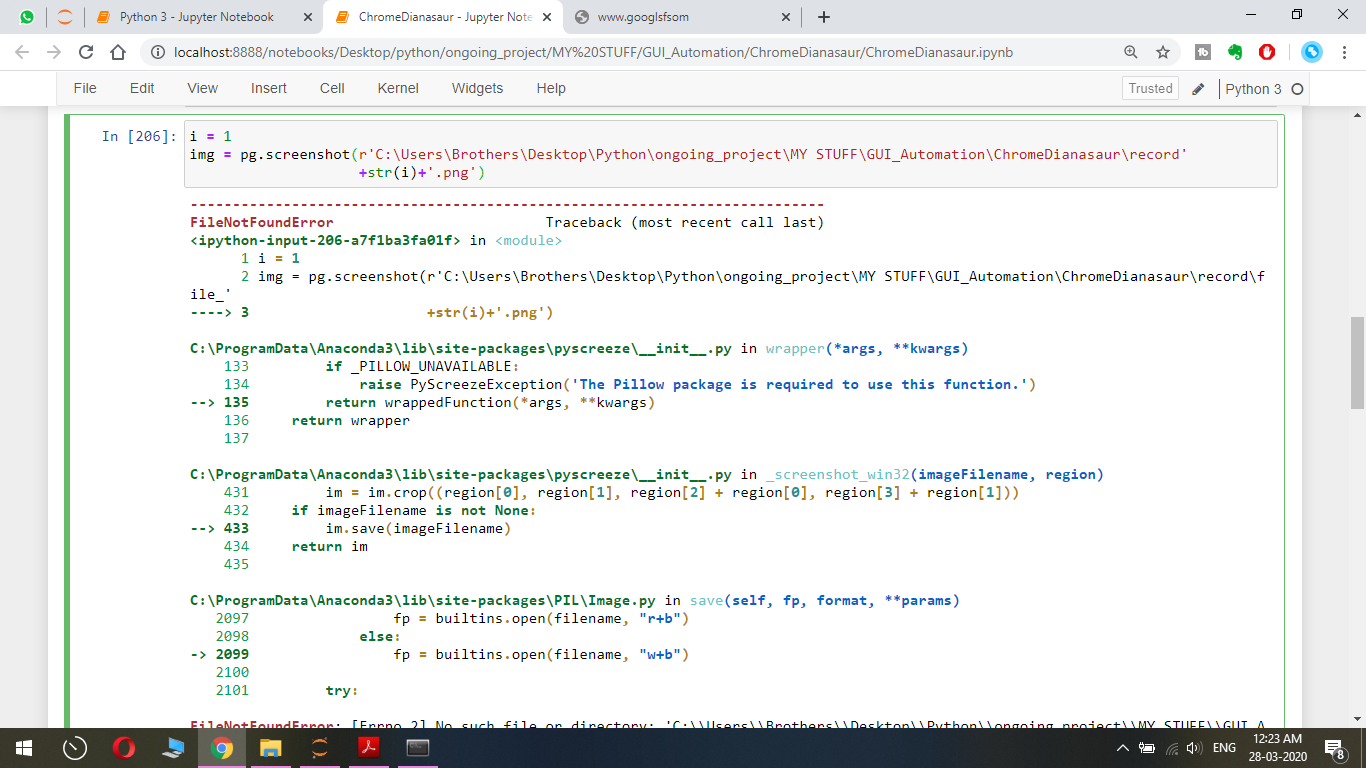 Python 3 - Jupyter Notebook
ChromeDianasaur - Jupyter Note
www.googlsfsom
localhost:8888/notebooks/Desktop/python/ongoing_project/MY%20STUFF/GUI_Automation/ChromeDianasaur/ChromeDianasaur.ipynb
File Edit View Insert Cell Kernel Widgets Help Trusted Python 3
In [206]: i = 1
img = pg.screenshot(r'C:\Users\Brothers\Desktop\Python\ongoing_project\MY STUFF\GUI_Automation\ChromeDianasaur\record'
+str(i)+'.png')
---------------------------------------------------------------------------
FileNotFoundError Traceback (most recent call last)
<ipython-input-206-a7f1ba3fa01f> in <module>
1 i = 1
2 img = pg.screenshot(r'C:\Users\Brothers\Desktop\Python\ongoing_project\MY STUFF\GUI_Automation\ChromeDianasaur\record\f
ile_'
----> 3 +str(i)+'.png')
C:\ProgramData\Anaconda3\lib\site-packages\pyscreeze\__init__.py in wrapper(*args, **kwargs)
133 if _PILLOW_UNAVAILABLE:
134 raise PyScreezeException('The Pillow package is required to use this function.')
--> 135 return wrappedFunction(*args, **kwargs)
136 return wrapper
137
C:\ProgramData\Anaconda3\lib\site-packages\pyscreeze\__init__.py in _screenshot_win32(imageFilename, region)
431 im = im.crop((region[0], region[1], region[2] + region[0], region[3] + region[1]))
432 if imageFilename is not None:
--> 433 im.save(imageFilename)
434 return im
435
C:\ProgramData\Anaconda3\lib\site-packages\PIL\Image.py in save(self, fp, format, **params)
2097 fp = builtins.open(filename, "r+b")
2098 else:
-> 2099 fp = builtins.open(filename, "w+b")
2100
2101 try:
FileNotFoundError: [Errno 2] No such file or directory: 'C:\\Users\\Brothers\\Desktop\\Python\\ongoing_project\\MY STUFF\\GUI_A
ENG
12:23 AM
28-03-2020
8